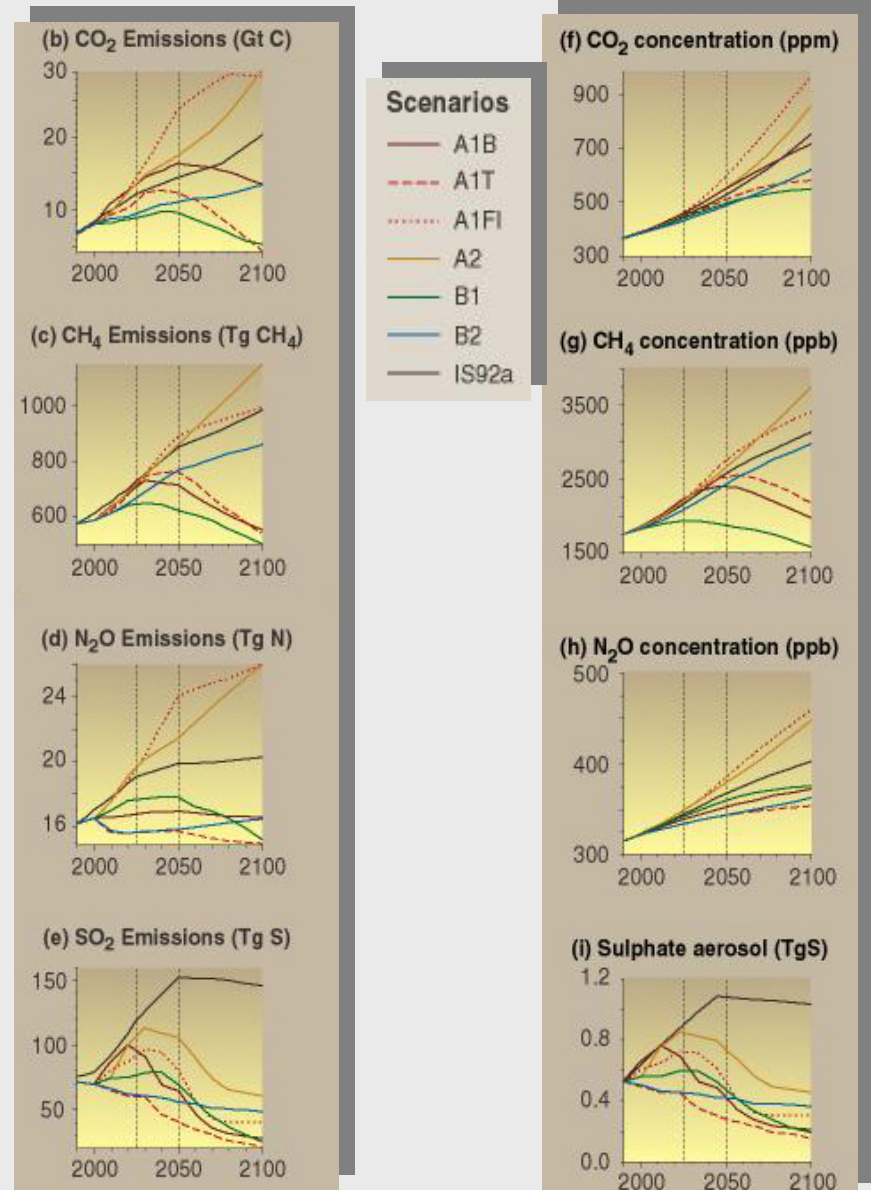 (b) CO2 Emissions (Gt C)
30
20
10
2000 2050 2100
(c) CH4 Emissions (Tg CH4)
1000
800
600
2000 2050 2100
(d) N2O Emissions (Tg N)
24
20
16
2000 2050 2100
(e) SO2 Emissions (Tg S)
150
100
50
2000 2050 2100
Scenarios
A1B
A1T
A1FI
A2
B1
B2
IS92a
(f) CO2 concentration (ppm)
900
700
500
300
2000 2050 2100
(g) CH4 concentration (ppb)
3500
2500
1500
2000 2050 2100
(h) N2O concentration (ppb)
500
400
300
2000 2050 2100
(i) Sulphate aerosol (TgS)
1.2
0.8
0.4
0.0
2000 2050 2100